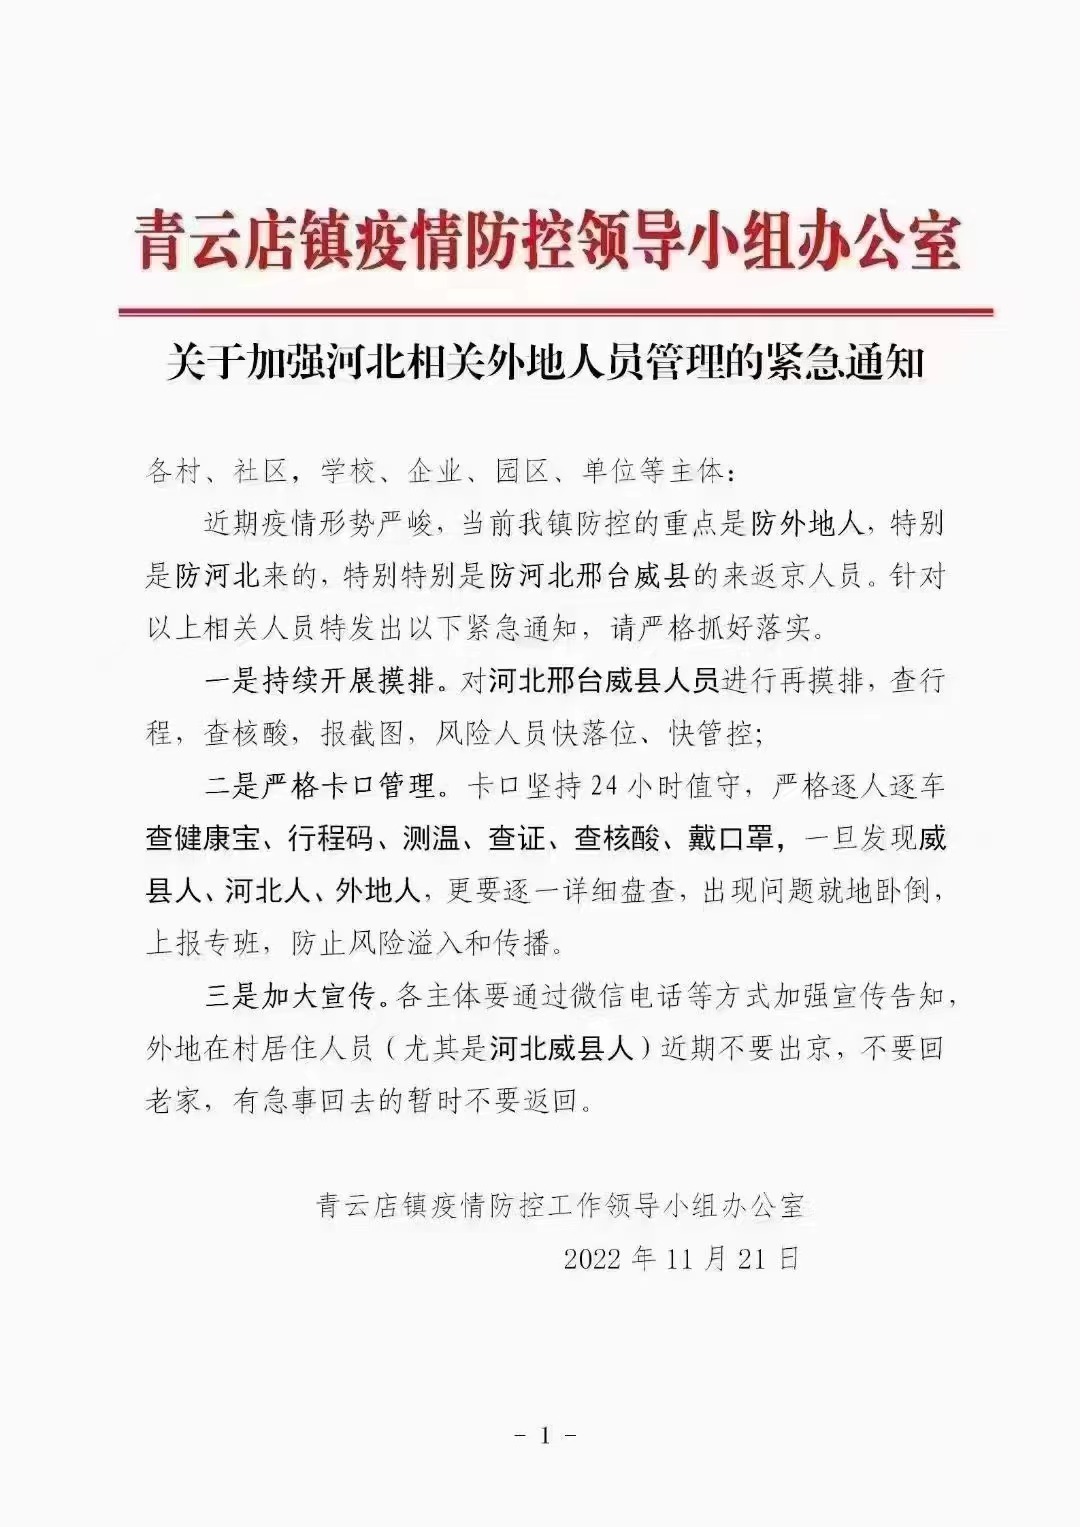 青云店镇疫情防控领导小组办公室
关于加强河北相关外地人员管理的紧急通知
各村、社区，学校、企业、园区、单位等主体：
近期疫情形势严峻，当前我镇防控的重点是防外地人，特别
是防河北来的，特别特别是防河北邢台威县的来返京人员。针对
以上相关人员特发出以下紧急通知，请严格抓好落实。
一是持续开展摸排。对河北邢台威县人员进行再摸排，查行
程，查核酸，报截图，风险人员快落位、快管控；
二是严格卡口管理。卡口坚持24小时值守，严格逐人逐车
查健康宝、行程码、测温、查证、查核酸、戴口罩，一旦发现威
县人、河北人、外地人，更要逐一详细盘查，出现问题就地卧倒，
上报专班，防止风险溢入和传播。
三是加大宣传。各主体要通过微信电话等方式加强宣传告知，
外地在村居住人员（尤其是河北威县人）近期不要出京，不要回
老家，有急事回去的暂时不要返回。
青云店镇疫情防控工作领导小组办公室
2022年11月21日
- 1 -